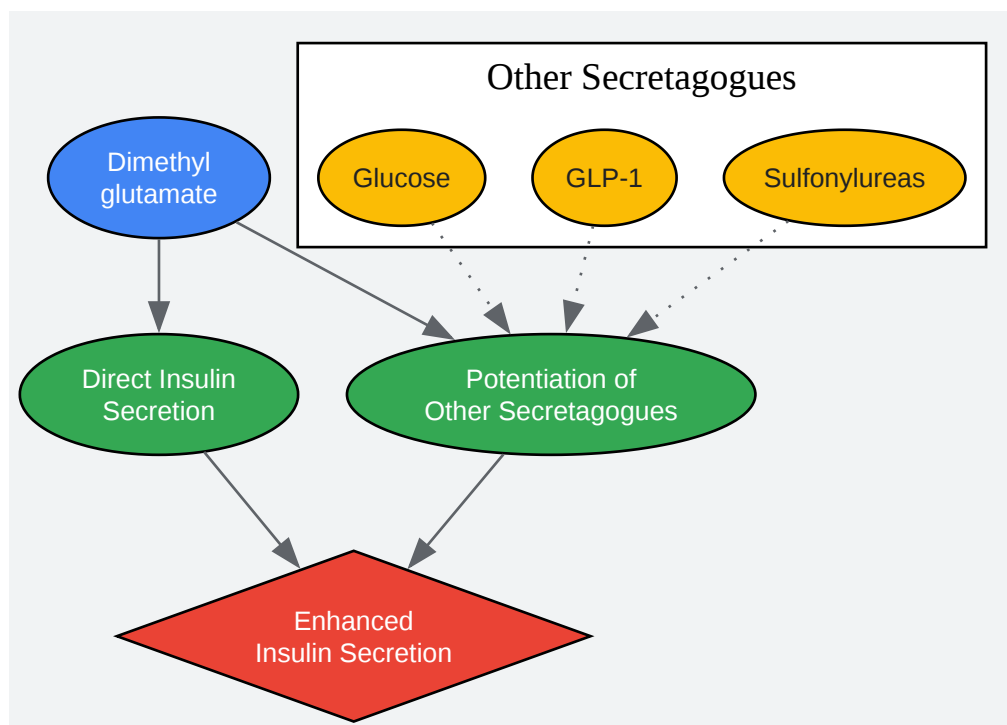 Other Secretagogues
Dimethyl
glutamate
Glucose
GLP-1
Sulfonylureas
Direct Insulin
Secretion
Potentiation of
Other Secretagogues
Enhanced
Insulin Secretion